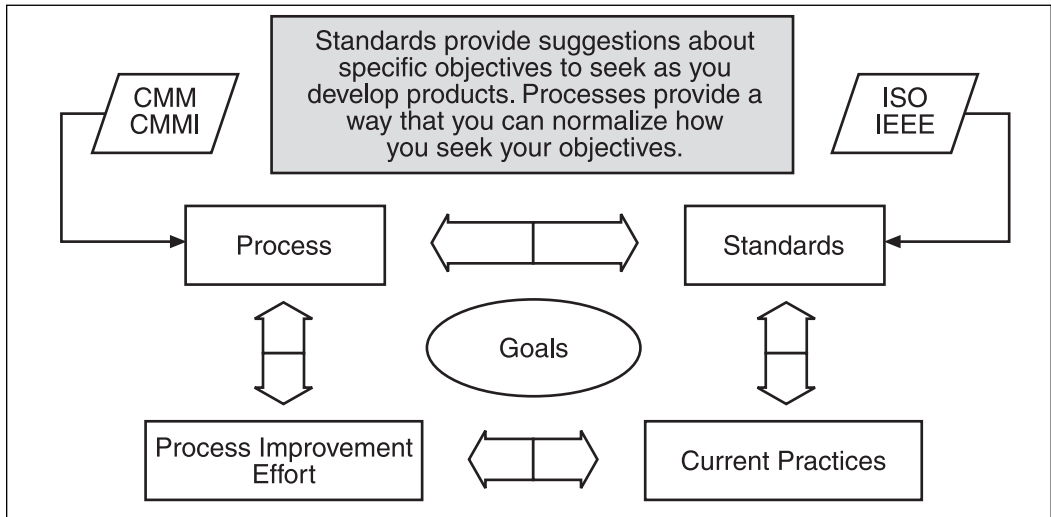 Standards provide suggestions about
specific objectives to seek as you
develop products. Processes provide a
way that you can normalize how
you seek your objectives.
CMM
CMMI
ISO
IEEE
Process
Standards
Goals
Process Improvement
Effort
Current Practices